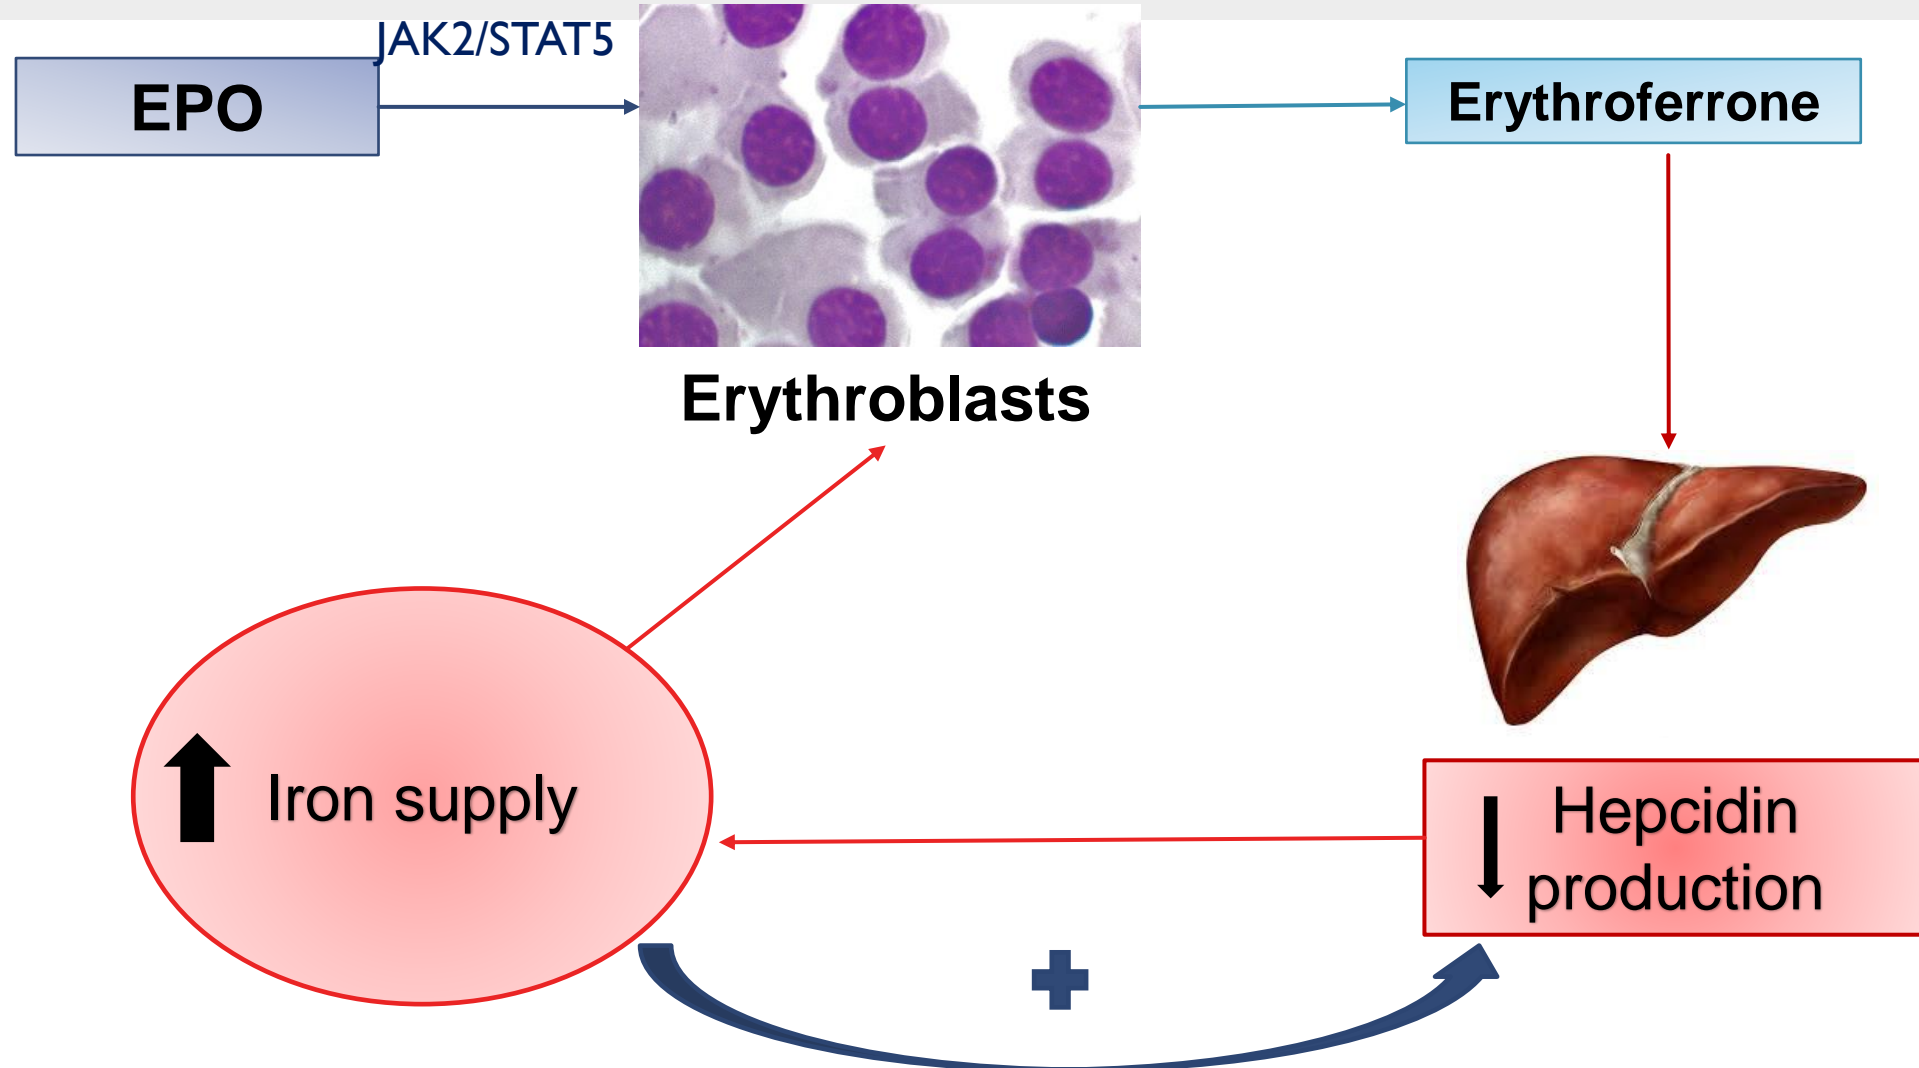 JAK2/STAT5
EPO
Erythroferrone
Erythroblasts
Iron supply
Hepcidin
production